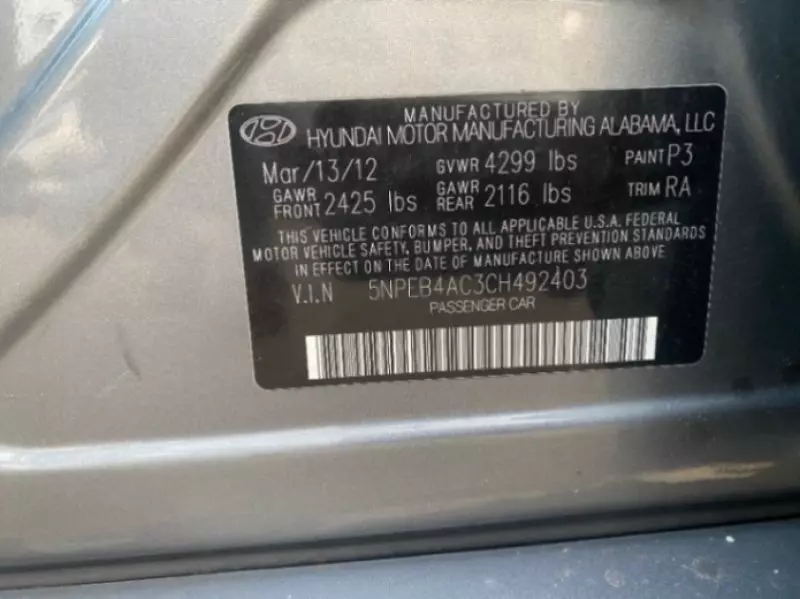 MANUFACTURED BY
HYUNDAI MOTOR MANUFACTURING ALABAMA, LLC
Mar/13/12 GVWR 4299 lbs PAINT P3
GAWR FRONT 2425 lbs GAWR REAR 2116 lbs TRIM RA
THIS VEHICLE CONFORMS TO ALL APPLICABLE U.S.A. FEDERAL
MOTOR VEHICLE SAFETY, BUMPER, AND THEFT PREVENTION STANDARDS
IN EFFECT ON THE DATE OF MANUFACTURE SHOWN ABOVE.
V.I.N 5NPEB4AC3CH492403
PASSENGER CAR